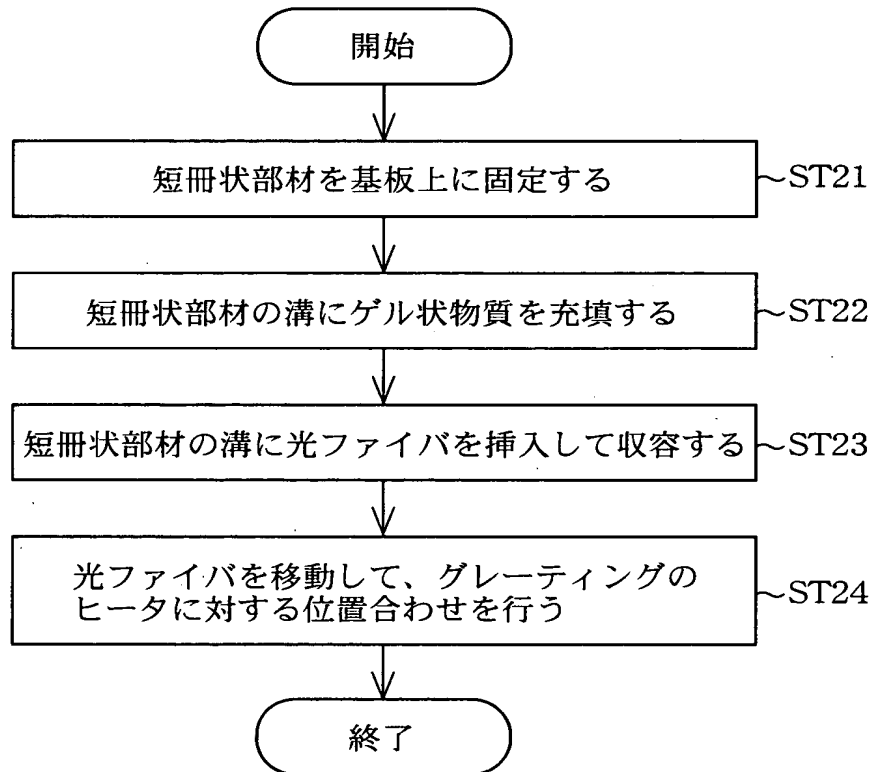 開始
短冊状部材を基板上に固定する
~ST21
短冊状部材の溝にゲル状物質を充填する
~ST22
短冊状部材の溝に光ファイバを挿入して収容する
~ST23
光ファイバを移動して、グレーティングの
ヒータに対する位置合わせを行う
~ST24
終了